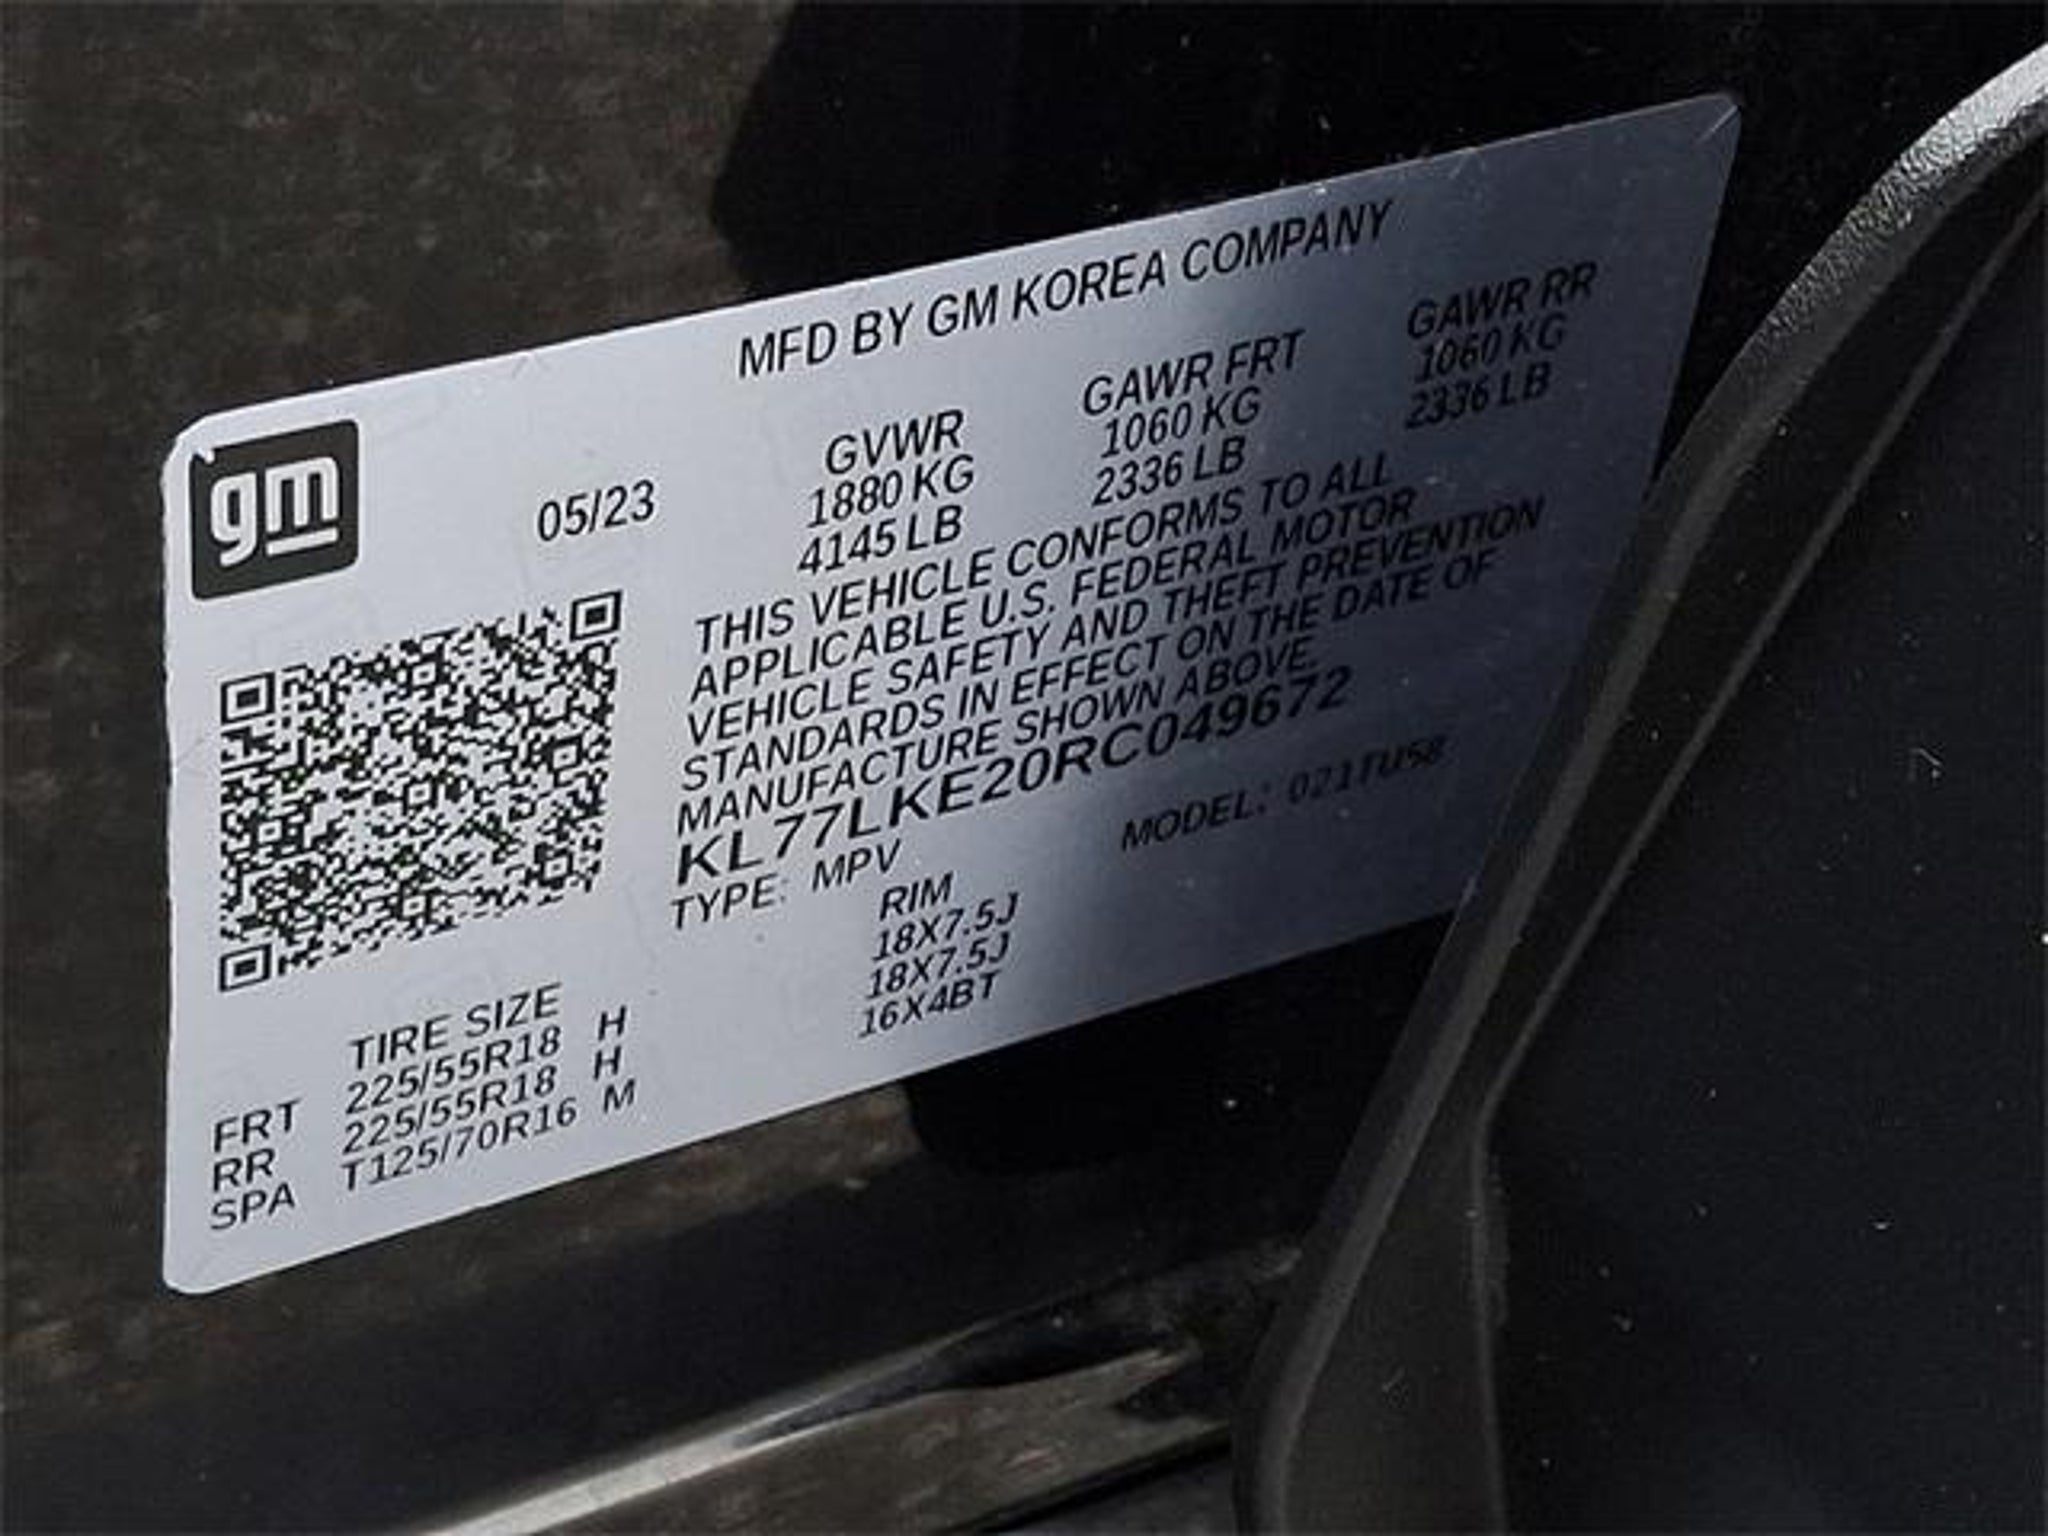 MFD BY GM KOREA COMPANY
gm
05/23
GVWR GAWR FRT GAWR RR
1880 KG 1060 KG 1060 KG
4145 LB 2336 LB 2336 LB
THIS VEHICLE CONFORMS TO ALL
APPLICABLE U.S. FEDERAL MOTOR
VEHICLE SAFETY AND THEFT PREVENTION
STANDARDS IN EFFECT ON THE DATE OF
MANUFACTURE SHOWN ABOVE
KL77LKE20RC049672
TYPE: MPV MODEL: 021TU58
TIRE SIZE RIM
FRT 225/55R18 H 18X7.5J
RR 225/55R18 H 18X7.5J
SPA T125/70R16 M 16X4BT